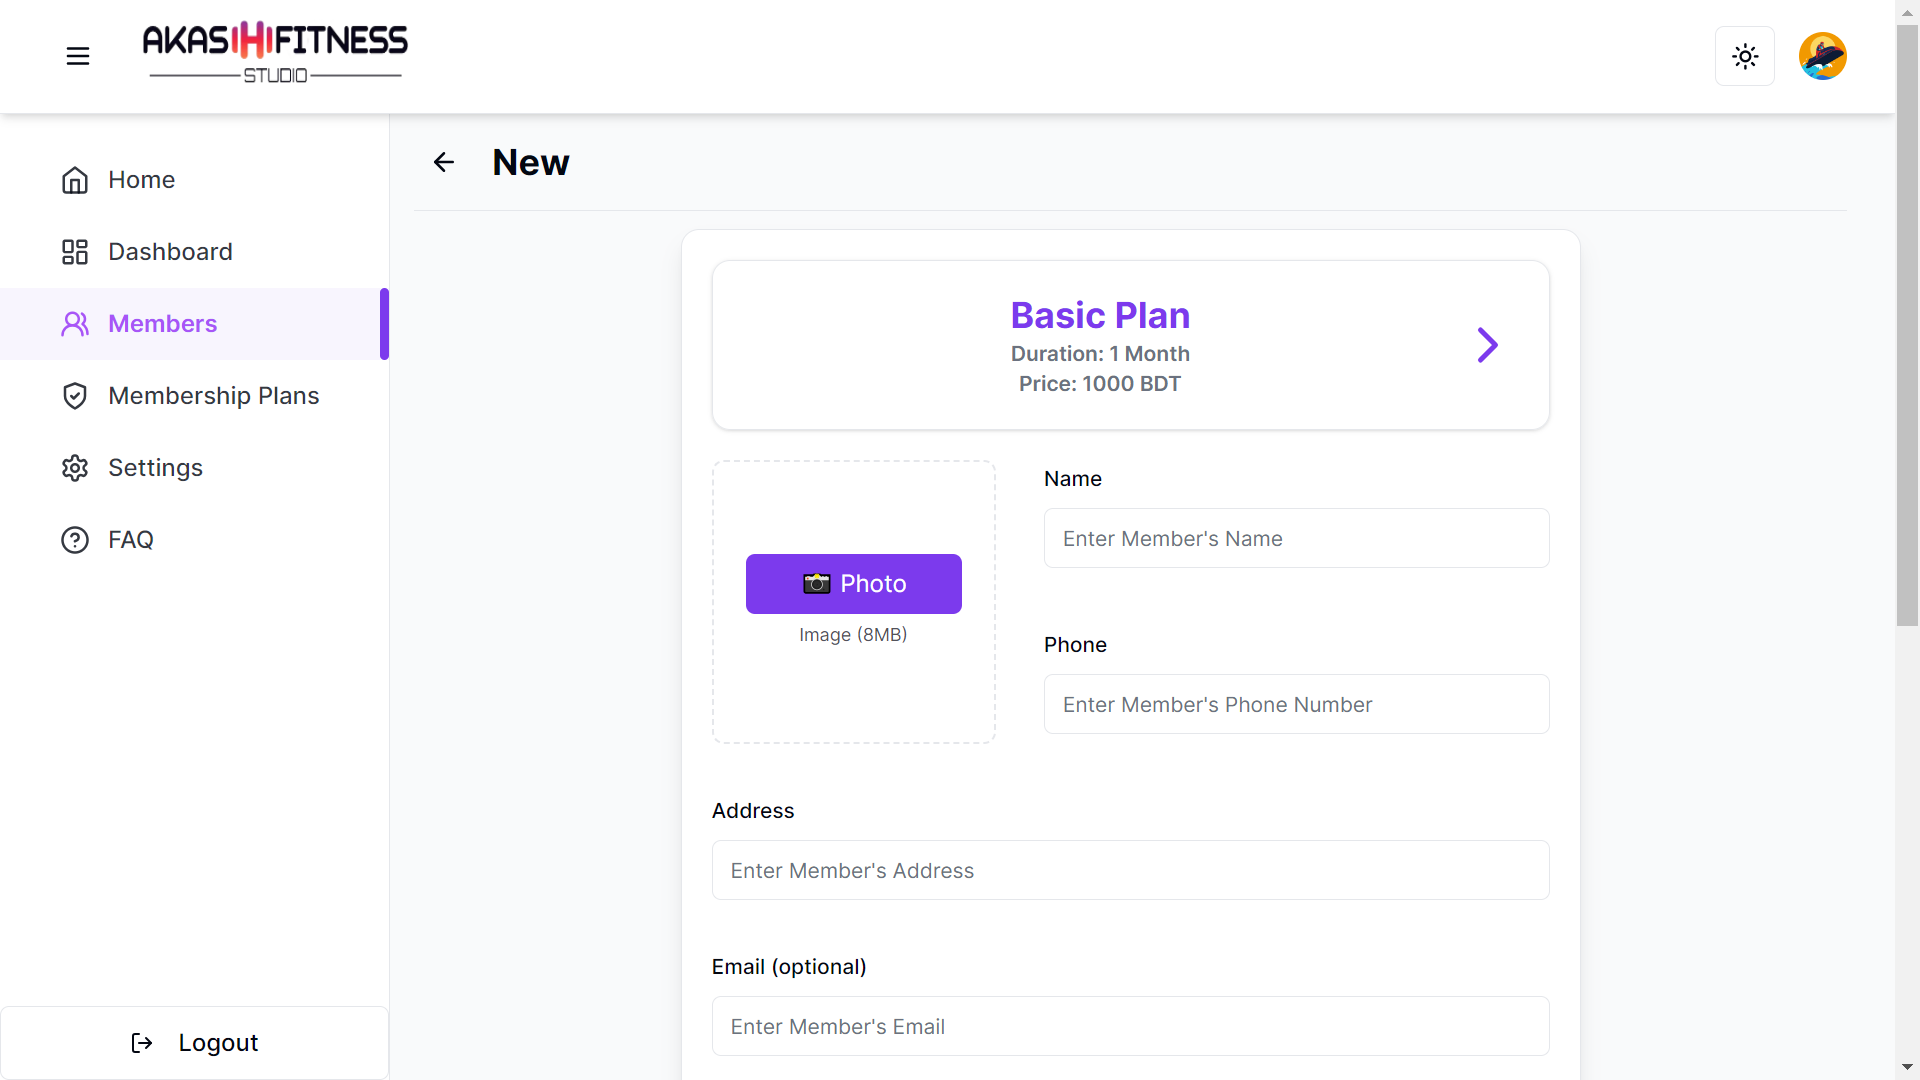 AKASHIFITNESS
STUDIO
Home
Dashboard
Members
Membership Plans
Settings
FAQ
Logout
New
Basic Plan
Duration: 1 Month
Price: 1000 BDT
📷 Photo
Image (8MB)
Name
Enter Member's Name
Phone
Enter Member's Phone Number
Address
Enter Member's Address
Email (optional)
Enter Member's Email